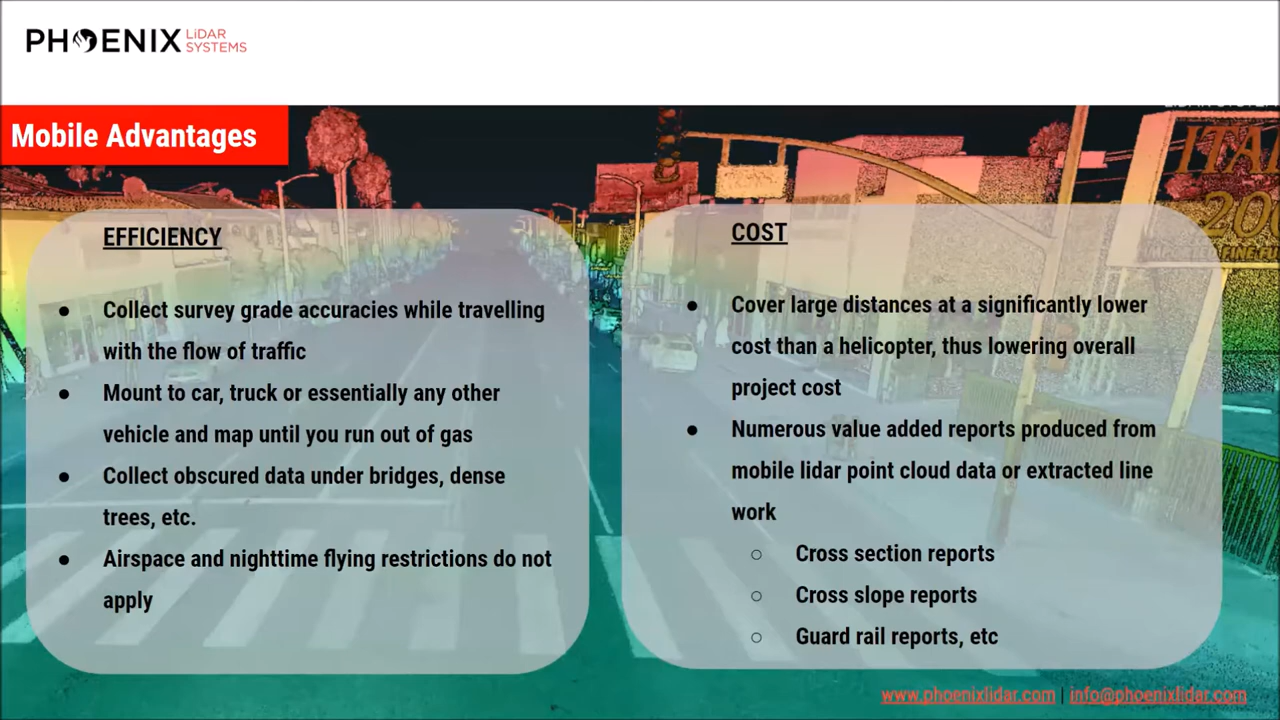 PHOENIX LiDAR
SYSTEMS
Mobile Advantages
EFFICIENCY
● Collect survey grade accuracies while travelling
with the flow of traffic
● Mount to car, truck or essentially any other
vehicle and map until you run out of gas
● Collect obscured data under bridges, dense
trees, etc.
● Airspace and nighttime flying restrictions do not
apply
COST
● Cover large distances at a significantly lower
cost than a helicopter, thus lowering overall
project cost
● Numerous value added reports produced from
mobile lidar point cloud data or extracted line
work
○ Cross section reports
○ Cross slope reports
○ Guard rail reports, etc
www.phoenixlidar.com | info@phoenixlidar.com